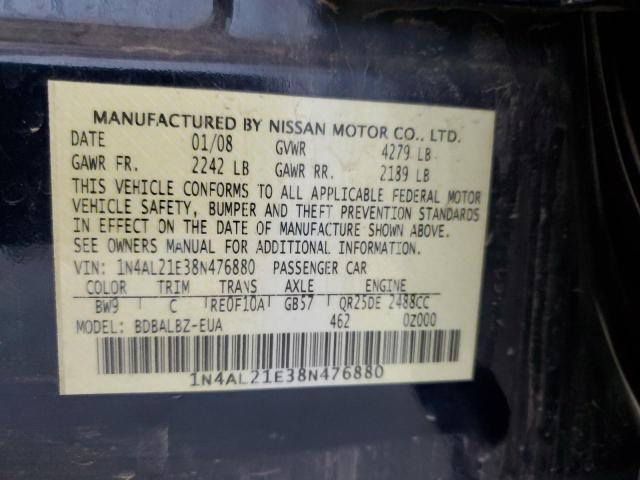 MANUFACTURED BY NISSAN MOTOR CO., LTD.
DATE 01/08 GVWR 4279 LB
GAWR FR. 2242 LB GAWR RR. 2189 LB
THIS VEHICLE CONFORMS TO ALL APPLICABLE FEDERAL MOTOR
VEHICLE SAFETY, BUMPER AND THEFT PREVENTION STANDARDS
IN EFFECT ON THE DATE OF MANUFACTURE SHOWN ABOVE.
SEE OWNERS MANUAL FOR ADDITIONAL INFORMATION.
VIN: 1N4AL21E38N476880 PASSENGER CAR
COLOR TRIM TRANS AXLE ENGINE
BW9 C RE0F10A GB57 QR25DE 2488CC
MODEL: BDBALBZ-EUA 462 0Z000
1N4AL21E38N476880